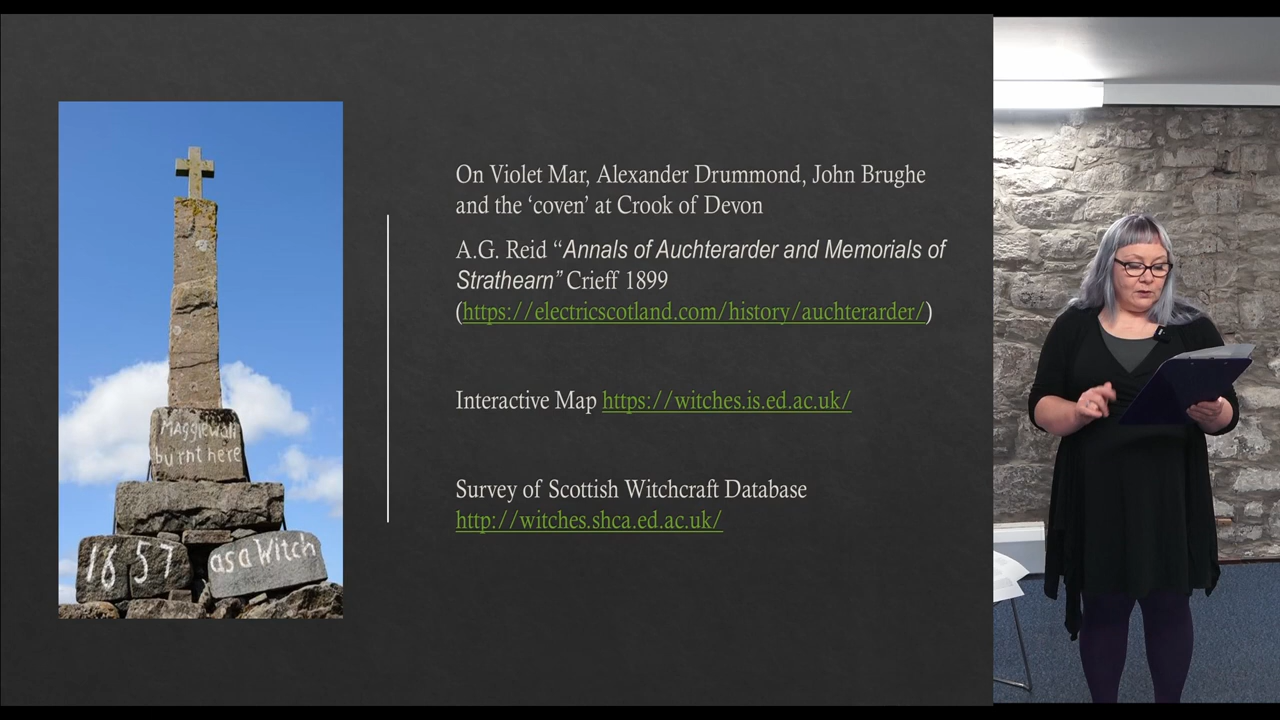 Maggie Wall
burnt here
1657
as a Witch
On Violet Mar, Alexander Drummond, John Brughe
and the ‘coven’ at Crook of Devon
A.G. Reid “Annals of Auchterarder and Memorials of
Strathearn” Crieff 1899
(https://electricscotland.com/history/auchterarder/)
Interactive Map https://witches.is.ed.ac.uk/
Survey of Scottish Witchcraft Database
http://witches.shca.ed.ac.uk/